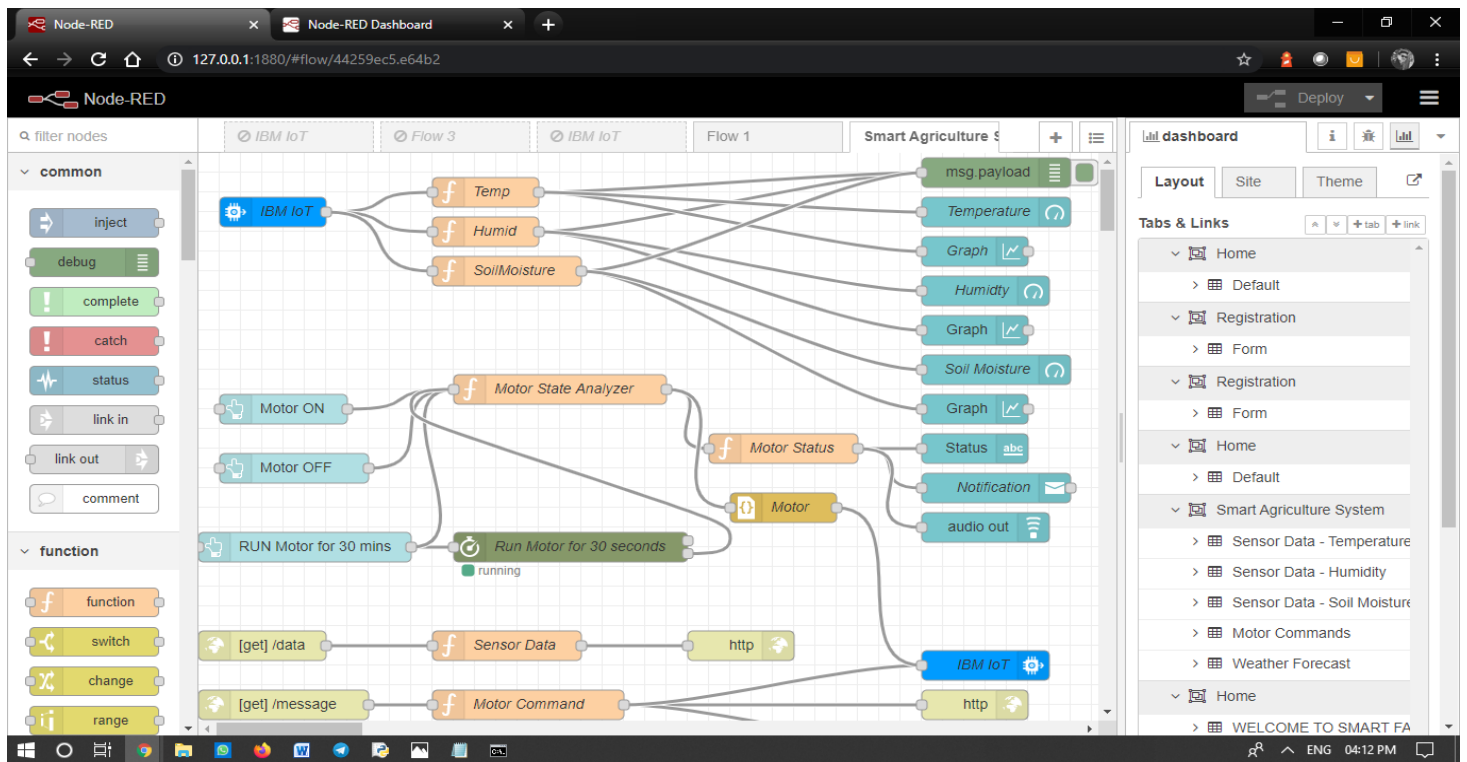 Node-RED
Node-RED Dashboard
127.0.0.1:1880/#flow/44259ec5.e64b2
Node-RED
Deploy
filter nodes
IBM IoT
Flow 3
IBM IoT
Flow 1
Smart Agriculture S
dashboard
common
inject
debug
complete
catch
status
link in
link out
comment
function
function
switch
change
range
IBM IoT
Temp
Humid
SoilMoisture
msg.payload
Temperature
Graph
Humidty
Graph
Soil Moisture
Graph
Motor ON
Motor OFF
Motor State Analyzer
Motor Status
Status
abc
Notification
Motor
audio out
RUN Motor for 30 mins
Run Motor for 30 seconds
running
[get] /data
Sensor Data
http
IBM IoT
[get] /message
Motor Command
http
Layout
Site
Theme
Tabs & Links
tab
link
Home
Default
Registration
Form
Registration
Form
Home
Default
Smart Agriculture System
Sensor Data - Temperature
Sensor Data - Humidity
Sensor Data - Soil Moisture
Motor Commands
Weather Forecast
Home
WELCOME TO SMART FA
ENG
04:12 PM